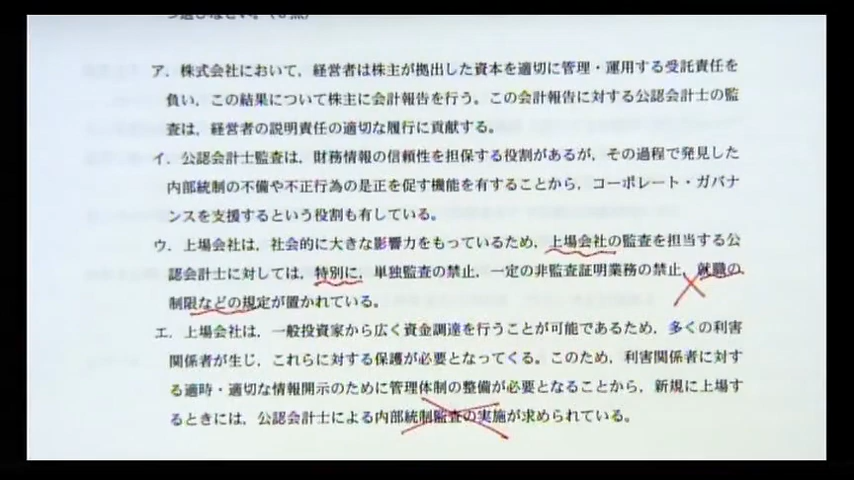 ア．株式会社において，経営者は株主が拠出した資本を適切に管理・運用する受託責任を
負い，この結果について株主に会計報告を行う。この会計報告に対する公認会計士の監
査は，経営者の説明責任の適切な履行に貢献する。
イ．公認会計士監査は，財務情報の信頼性を担保する役割があるが，その過程で発見した
内部統制の不備や不正行為の是正を促す機能を有することから，コーポレート・ガバナ
ンスを支援するという役割も有している。
ウ．上場会社は，社会的に大きな影響力をもっているため，上場会社の監査を担当する公
認会計士に対しては，特別に，単独監査の禁止，一定の非監査証明業務の禁止，就職の
制限などの規定が置かれている。
エ．上場会社は，一般投資家から広く資金調達を行うことが可能であるため，多くの利害
関係者が生じ，これらに対する保護が必要となってくる。このため，利害関係者に対す
る適時・適切な情報開示のために管理体制の整備が必要となることから，新規に上場す
るときには，公認会計士による内部統制監査の実施が求められている。